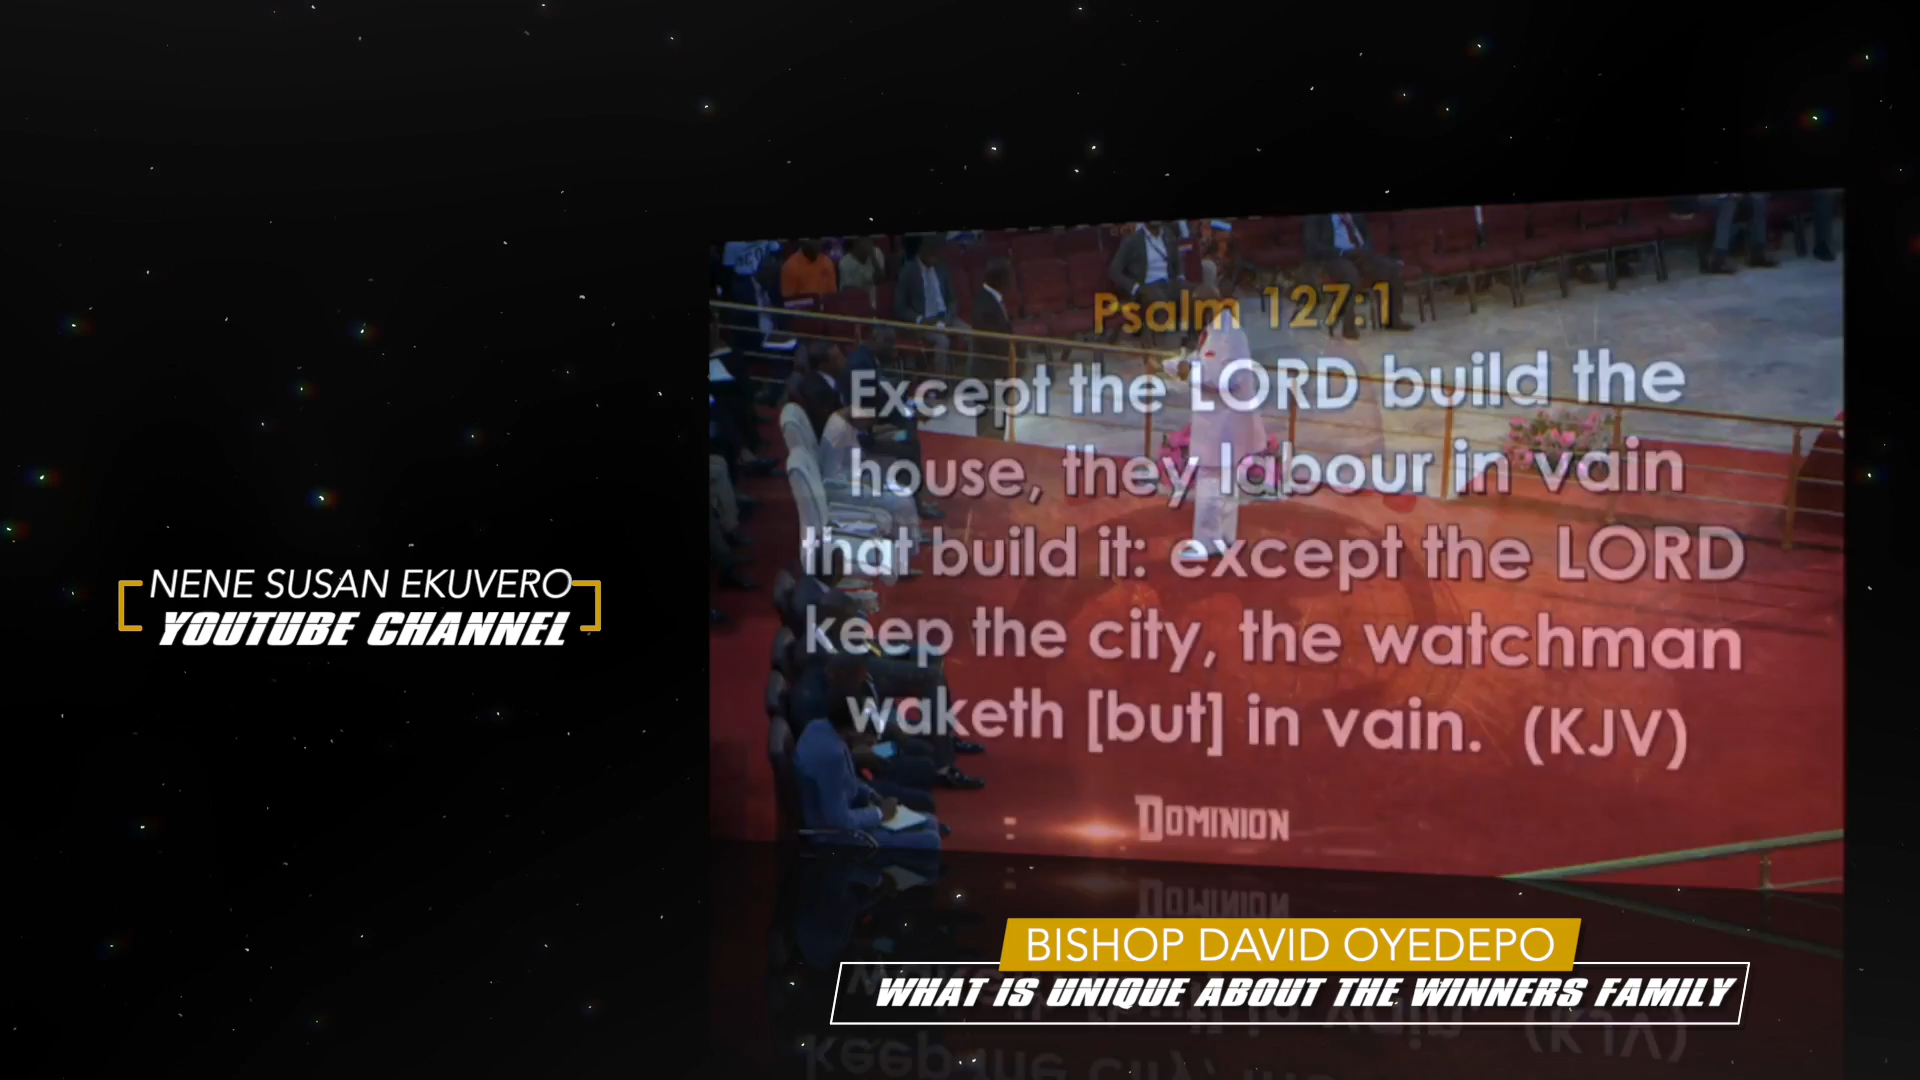 Psalm 127:1
Except the LORD build the
house, they labour in vain
that build it: except the LORD
keep the city, the watchman
waketh [but] in vain. (KJV)
DOMINION
NENE SUSAN EKUVERO
YOUTUBE CHANNEL
BISHOP DAVID OYEDEPO
WHAT IS UNIQUE ABOUT THE WINNERS FAMILY